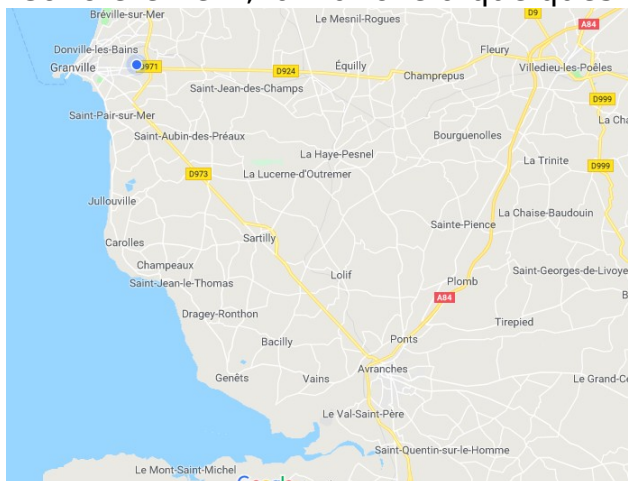 Bréville-sur-Mer
Le Mesnil-Rogues
D9
A84
Donville-les-Bains
Fleury
Granville
D971
D924
Équilly
Champrepus
Villedieu-les-Poêles
Saint-Jean-des-Champs
D999
Saint-Pair-sur-Mer
Saint-Aubin-des-Préaux
Bourguenolles
La Haye-Pesnel
La Trinite
D999
D973
La Lucerne-d'Outremer
Jullouville
La Chaise-Baudouin
Sainte-Pience
Carolles
Sartilly
Champeaux
Lolif
Saint-Georges-de-Livoye
Saint-Jean-le-Thomas
Plomb
A84
Dragey-Ronthon
Tirepied
Bacilly
Ponts
Avranches
Genêts
Vains
Le Grand-Ce
Le Val-Saint-Père
Saint-Quentin-sur-le-Homme
Le Mont-Saint-Michel